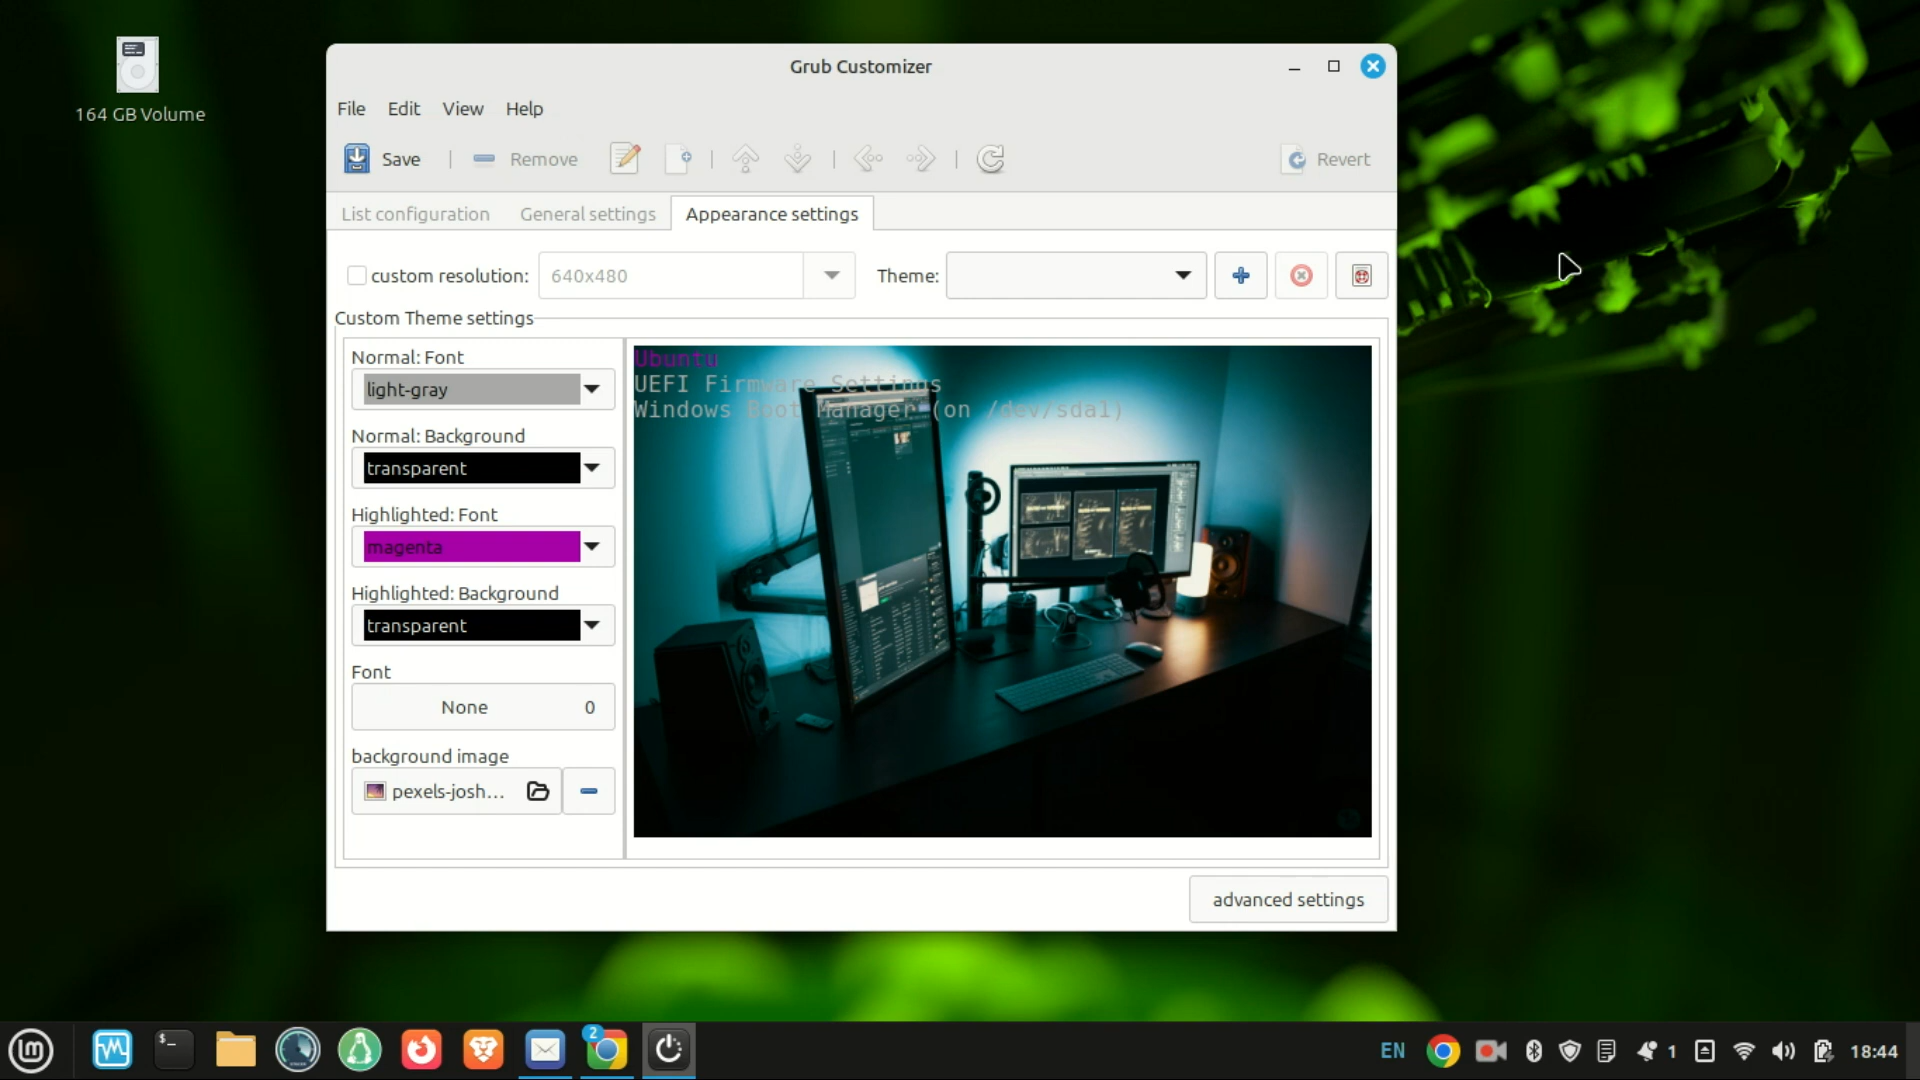 164 GB Volume
Grub Customizer
File Edit View Help
Save Remove Revert
List configuration General settings Appearance settings
custom resolution: 640x480 Theme:
Custom Theme settings
Normal: Font
light-gray
Normal: Background
transparent
Highlighted: Font
magenta
Highlighted: Background
transparent
Font
None 0
background image
pexels-josh...
Ubuntu
UEFI Firmware Settings
Windows Boot Manager (on /dev/sda1)
advanced settings
$_
2
EN
1
18:44